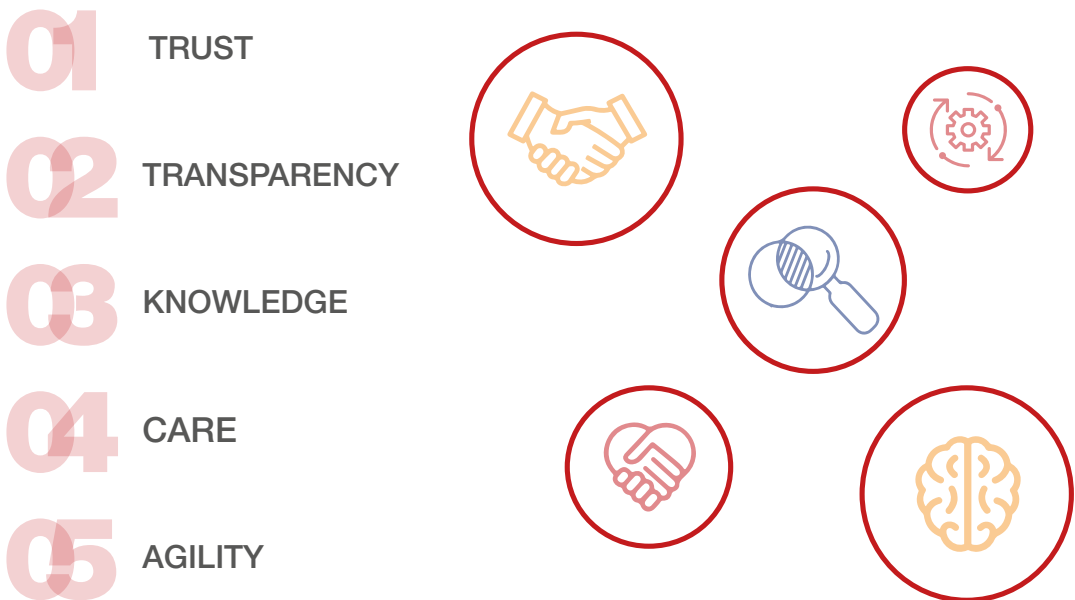 01 TRUST
02 TRANSPARENCY
03 KNOWLEDGE
04 CARE
05 AGILITY